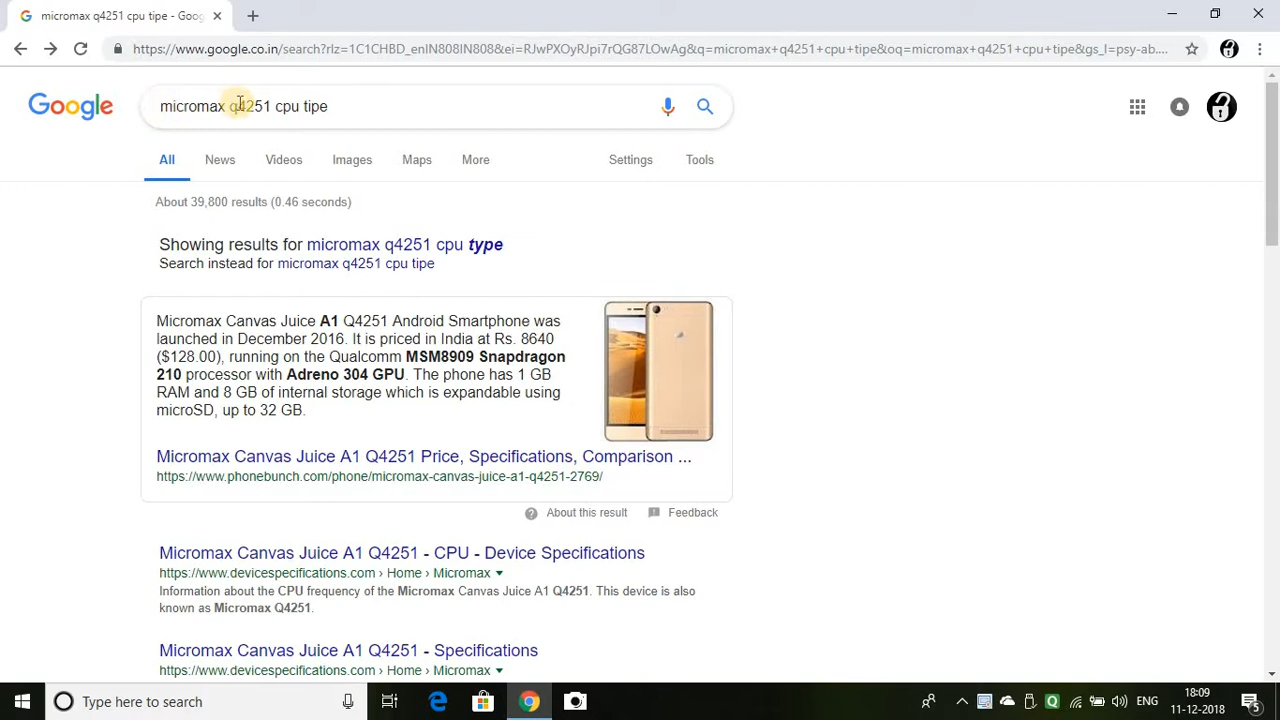 micromax q4251 cpu tipe - Goog
https://www.google.co.in/search?rlz=1C1CHBD_enIN808IN808&ei=RJwPXOyRJpi7rQG87LOwAg&q=micromax+q4251+cpu+tipe&oq=micromax+q4251+cpu+tipe&gs_l=psy-ab....
Google
micromax q4251 cpu tipe
All News Videos Images Maps More Settings Tools
About 39,800 results (0.46 seconds)
Showing results for micromax q4251 cpu type
Search instead for micromax q4251 cpu tipe
Micromax Canvas Juice A1 Q4251 Android Smartphone was
launched in December 2016. It is priced in India at Rs. 8640
($128.00), running on the Qualcomm MSM8909 Snapdragon
210 processor with Adreno 304 GPU. The phone has 1 GB
RAM and 8 GB of internal storage which is expandable using
microSD, up to 32 GB.
Micromax Canvas Juice A1 Q4251 Price, Specifications, Comparison ...
https://www.phonebunch.com/phone/micromax-canvas-juice-a1-q4251-2769/
About this result Feedback
Micromax Canvas Juice A1 Q4251 - CPU - Device Specifications
https://www.devicespecifications.com › Home › Micromax
Information about the CPU frequency of the Micromax Canvas Juice A1 Q4251. This device is also
known as Micromax Q4251.
Micromax Canvas Juice A1 Q4251 - Specifications
https://www.devicespecifications.com › Home › Micromax
Type here to search
ENG
18:09
11-12-2018
5